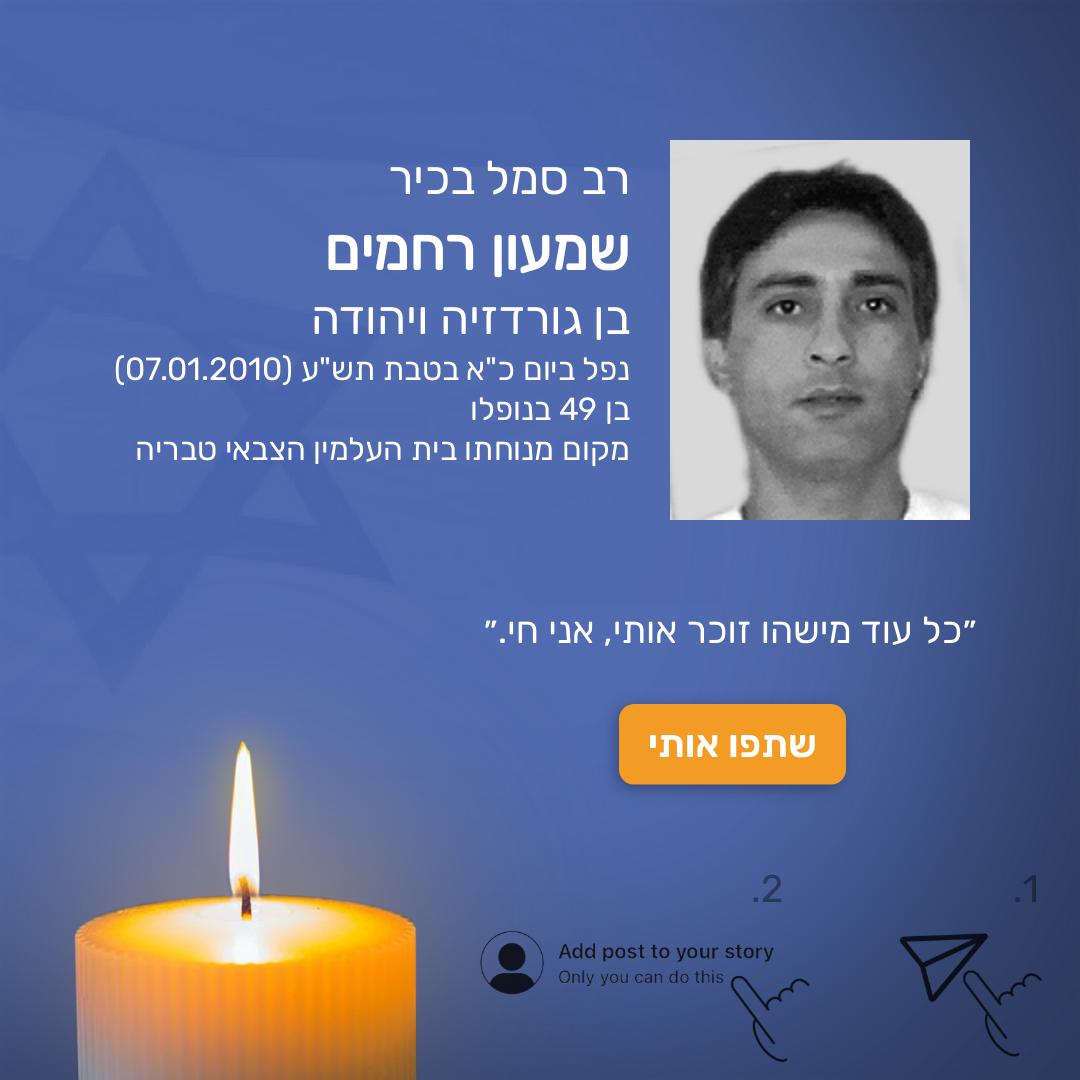 רב סמל בכיר
שמעון רחמים
בן גורדזיה ויהודה
נפל ביום כ"א בטבת תש"ע (07.01.2010)
בן 49 בנופלו
מקום מנוחתו בית העלמין הצבאי טבריה
״כל עוד מישהו זוכר אותי, אני חי.״
שתפו אותי
1.
2.
Add post to your story
Only you can do this